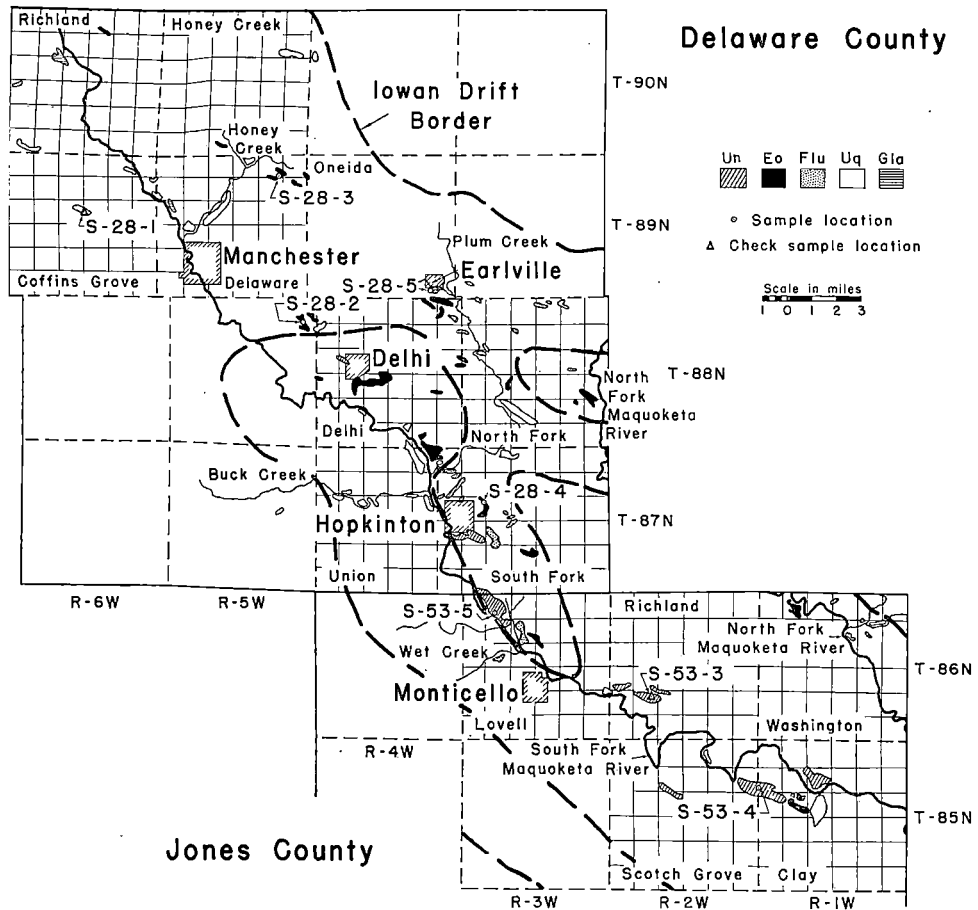 Richland
Honey Creek
Delaware County
T-90N
Iowan Drift
Border
Honey
Creek
Oneida
Un Eo Flu Uq Gla
S-28-3
S-28-1
Sample location
T-89N
Check sample location
Plum Creek
Manchester
Earlville
Coffins Grove
Delaware
S-28-5
Scale in miles
1 0 1 2 3
S-28-2
Delhi
T-88N
North
Fork
Maquoketa
River
Delhi
North Fork
Buck Creek
S-28-4
Hopkinton
T-87N
Union
South Fork
R-6W
R-5W
Richland
S-53-5
North Fork
Maquoketa River
Wet Creek
T-86N
S-53-3
Monticello
Lovell
Washington
R-4W
South Fork
Maquoketa River
S-53-4
T-85N
Jones County
Scotch Grove
Clay
R-3W
R-2W
R-1W